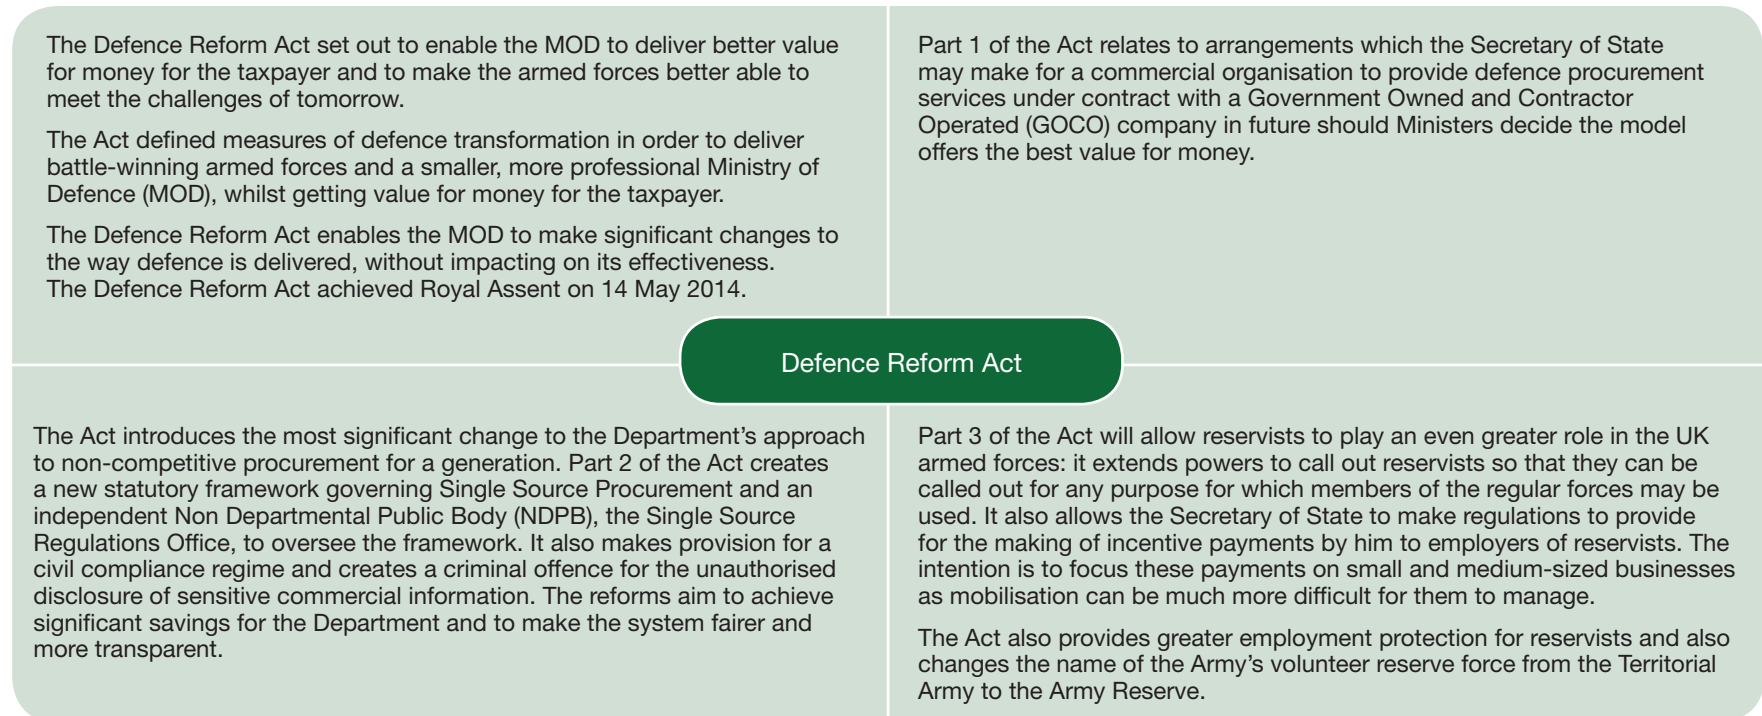 The Defence Reform Act set out to enable the MOD to deliver better value
for money for the taxpayer and to make the armed forces better able to
meet the challenges of tomorrow.
The Act defined measures of defence transformation in order to deliver
battle-winning armed forces and a smaller, more professional Ministry of
Defence (MOD), whilst getting value for money for the taxpayer.
The Defence Reform Act enables the MOD to make significant changes to
the way defence is delivered, without impacting on its effectiveness.
The Defence Reform Act achieved Royal Assent on 14 May 2014.
Part 1 of the Act relates to arrangements which the Secretary of State
may make for a commercial organisation to provide defence procurement
services under contract with a Government Owned and Contractor
Operated (GOCO) company in future should Ministers decide the model
offers the best value for money.
Defence Reform Act
The Act introduces the most significant change to the Department's approach
to non-competitive procurement for a generation. Part 2 of the Act creates
a new statutory framework governing Single Source Procurement and an
independent Non Departmental Public Body (NDPB), the Single Source
Regulations Office, to oversee the framework. It also makes provision for a
civil compliance regime and creates a criminal offence for the unauthorised
disclosure of sensitive commercial information. The reforms aim to achieve
significant savings for the Department and to make the system fairer and
more transparent.
Part 3 of the Act will allow reservists to play an even greater role in the UK
armed forces: it extends powers to call out reservists so that they can be
called out for any purpose for which members of the regular forces may be
used. It also allows the Secretary of State to make regulations to provide
for the making of incentive payments by him to employers of reservists. The
intention is to focus these payments on small and medium-sized businesses
as mobilisation can be much more difficult for them to manage.
The Act also provides greater employment protection for reservists and also
changes the name of the Army's volunteer reserve force from the Territorial
Army to the Army Reserve.